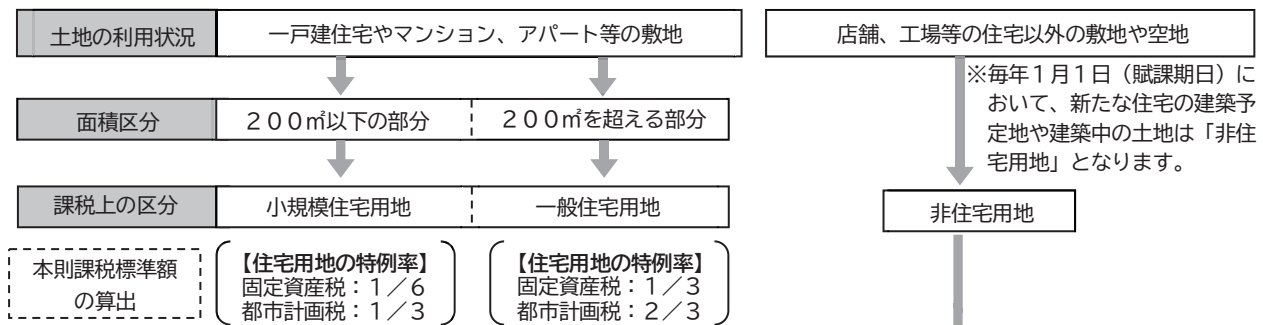 土地の利用状況
一戸建住宅やマンション、アパート等の敷地
店舗、工場等の住宅以外の敷地や空地
※毎年1月1日（賦課期日）に
おいて、新たな住宅の建築予
定地や建築中の土地は「非住
宅用地」となります。
面積区分
200㎡以下の部分
200㎡を超える部分
課税上の区分
小規模住宅用地
一般住宅用地
非住宅用地
本則課税標準額
の算出
【住宅用地の特例率】
固定資産税：1／6
都市計画税：1／3
【住宅用地の特例率】
固定資産税：1／3
都市計画税：2／3